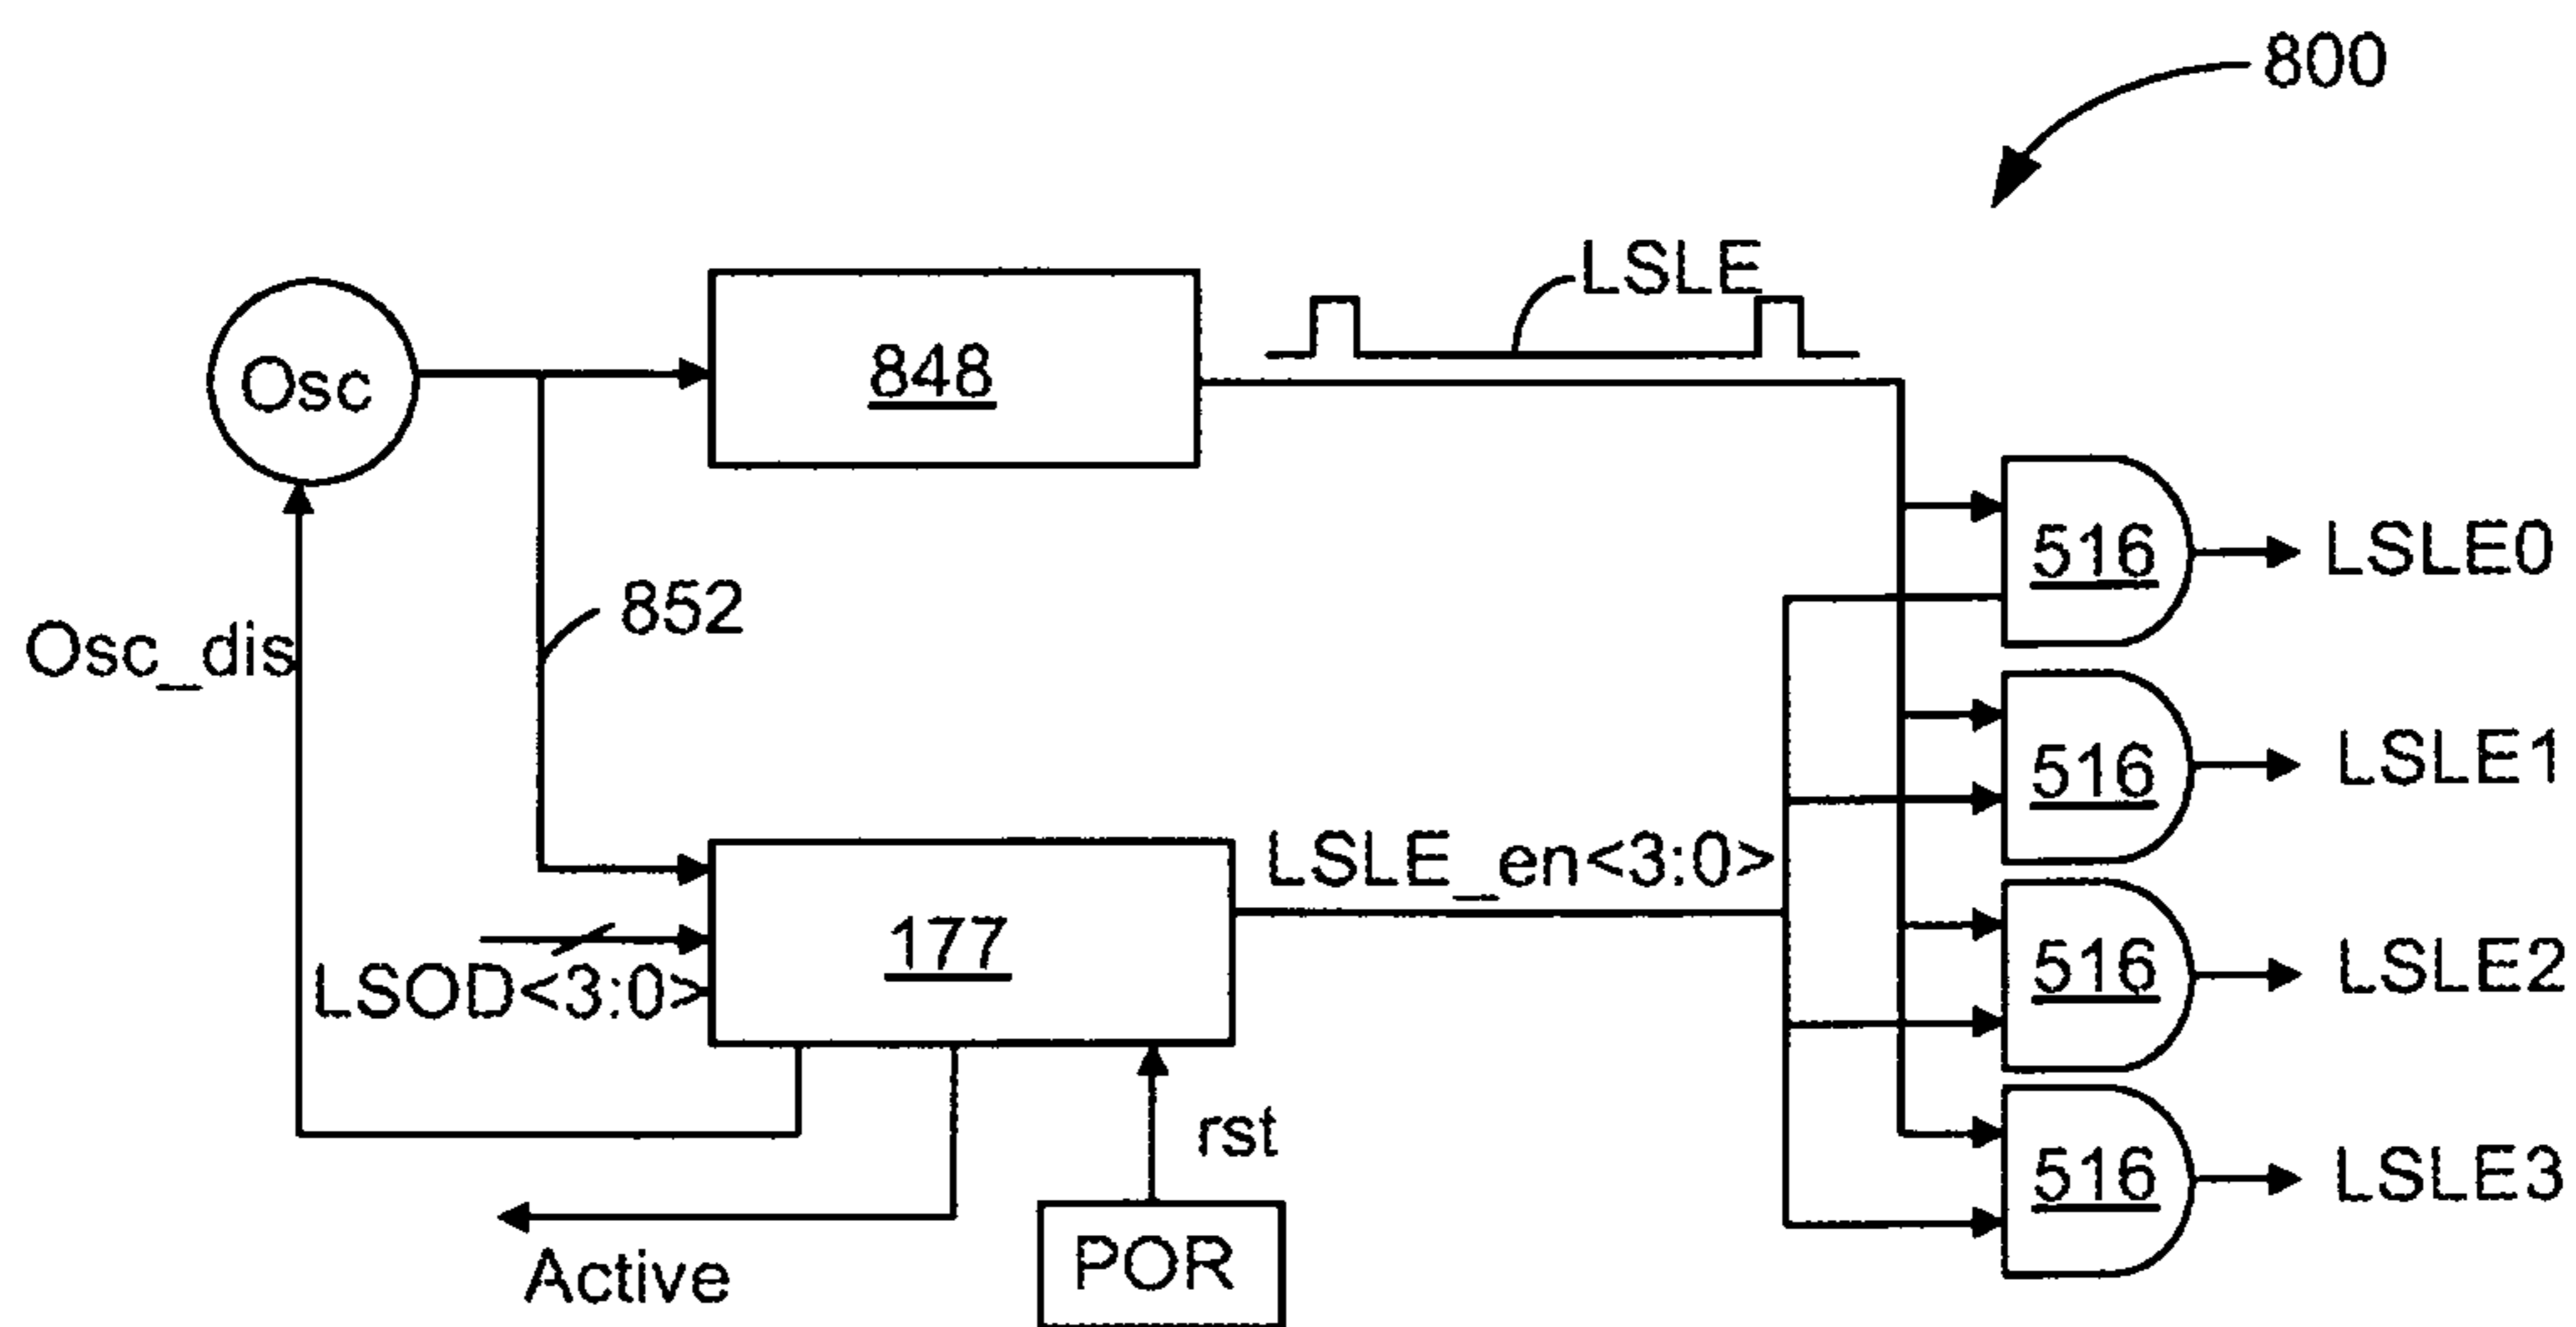 800
LSLE
Osc
848
516
LSLE0
852
Osc_dis
516
LSLE1
LSLE_en<3:0>
177
LSOD<3:0>
516
LSLE2
rst
516
LSLE3
Active
POR